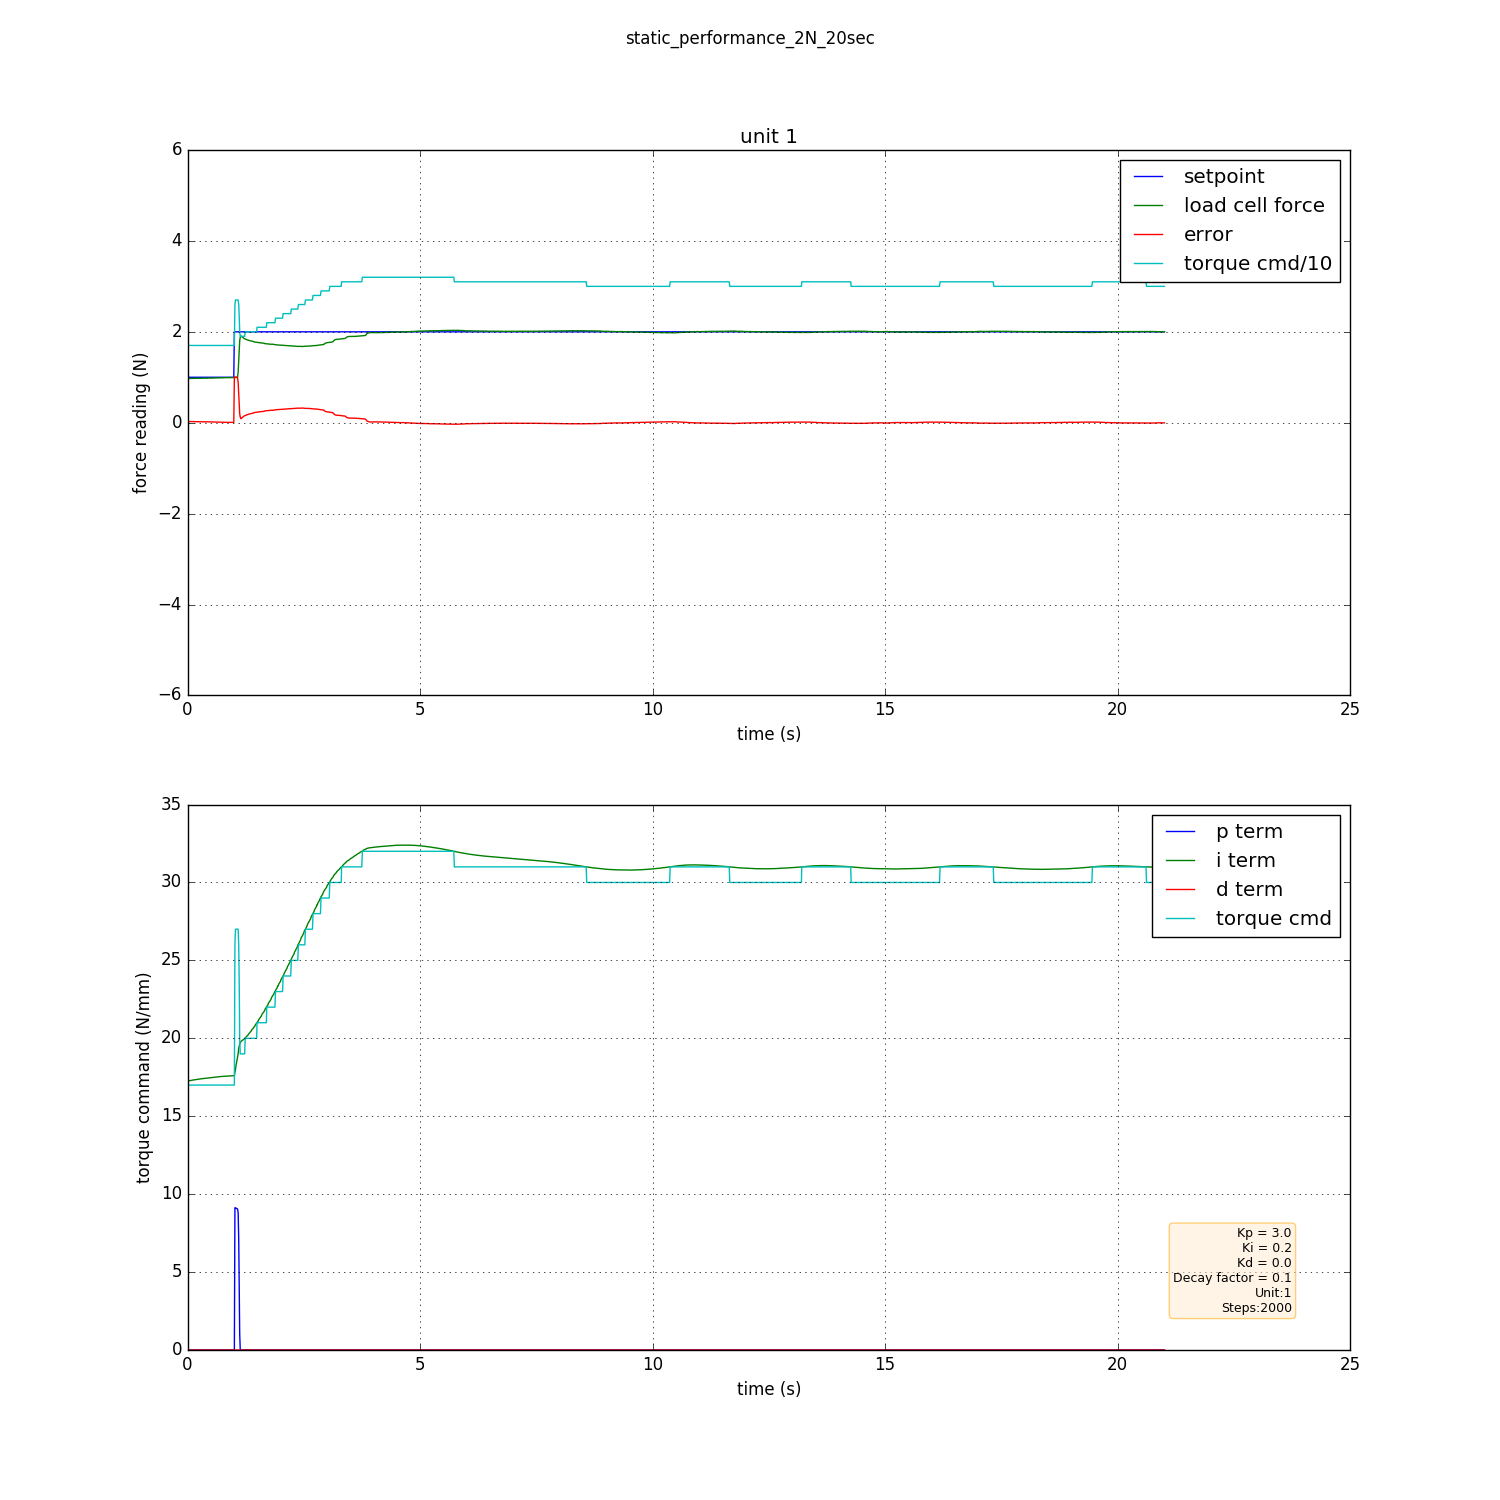 static_performance_2N_20sec
unit 1
6
4
2
0
−2
−4
−6
force reading (N)
setpoint
load cell force
error
torque cmd/10
0
5
10
15
20
25
time (s)
35
30
25
20
15
10
5
0
torque command (N/mm)
p term
i term
d term
torque cmd
Kp = 3.0
Ki = 0.2
Kd = 0.0
Decay factor = 0.1
Unit:1
Steps:2000
0
5
10
15
20
25
time (s)